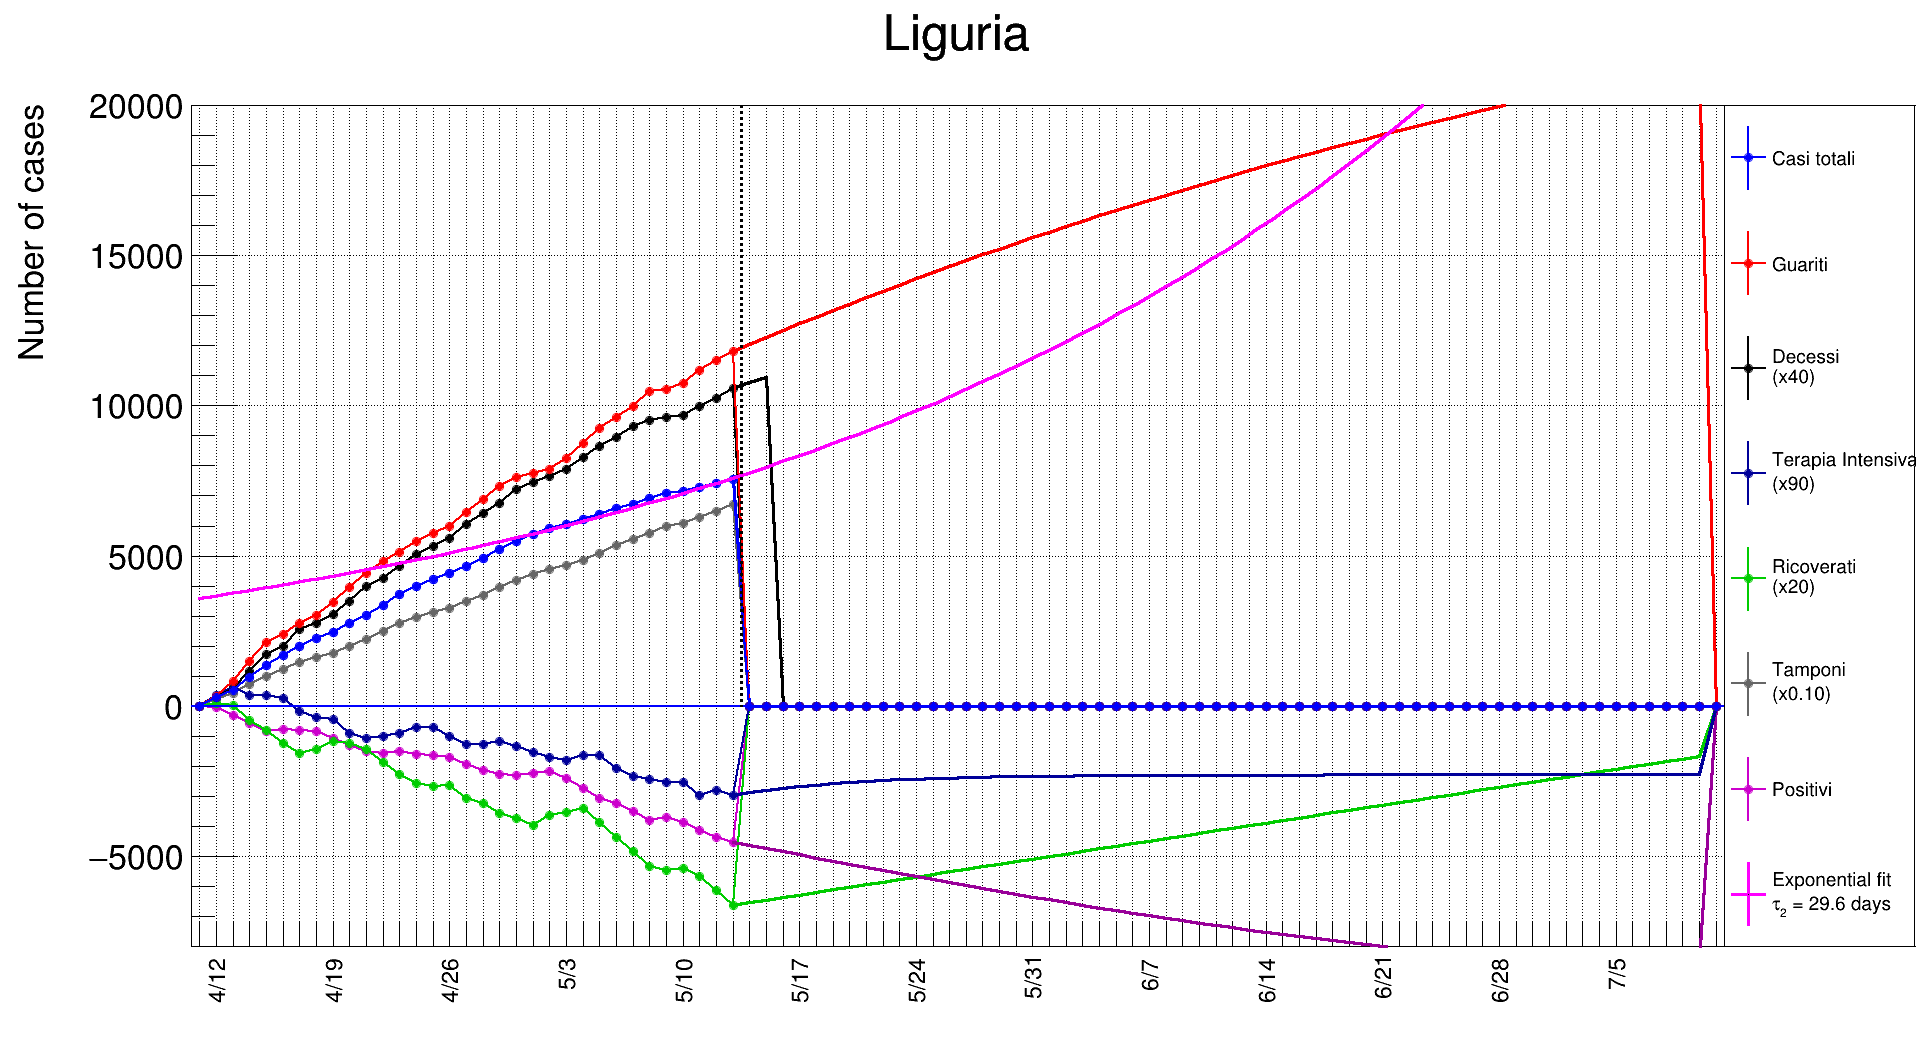 Liguria
Number of cases
20000
15000
10000
5000
0
−5000
4/12
4/19
4/26
5/3
5/10
5/17
5/24
5/31
6/7
6/14
6/21
6/28
7/5
Casi totali
Guariti
Decessi
(x40)
Terapia Intensiva
(x90)
Ricoverati
(x20)
Tamponi
(x0.10)
Positivi
Exponential fit
τ₂ = 29.6 days